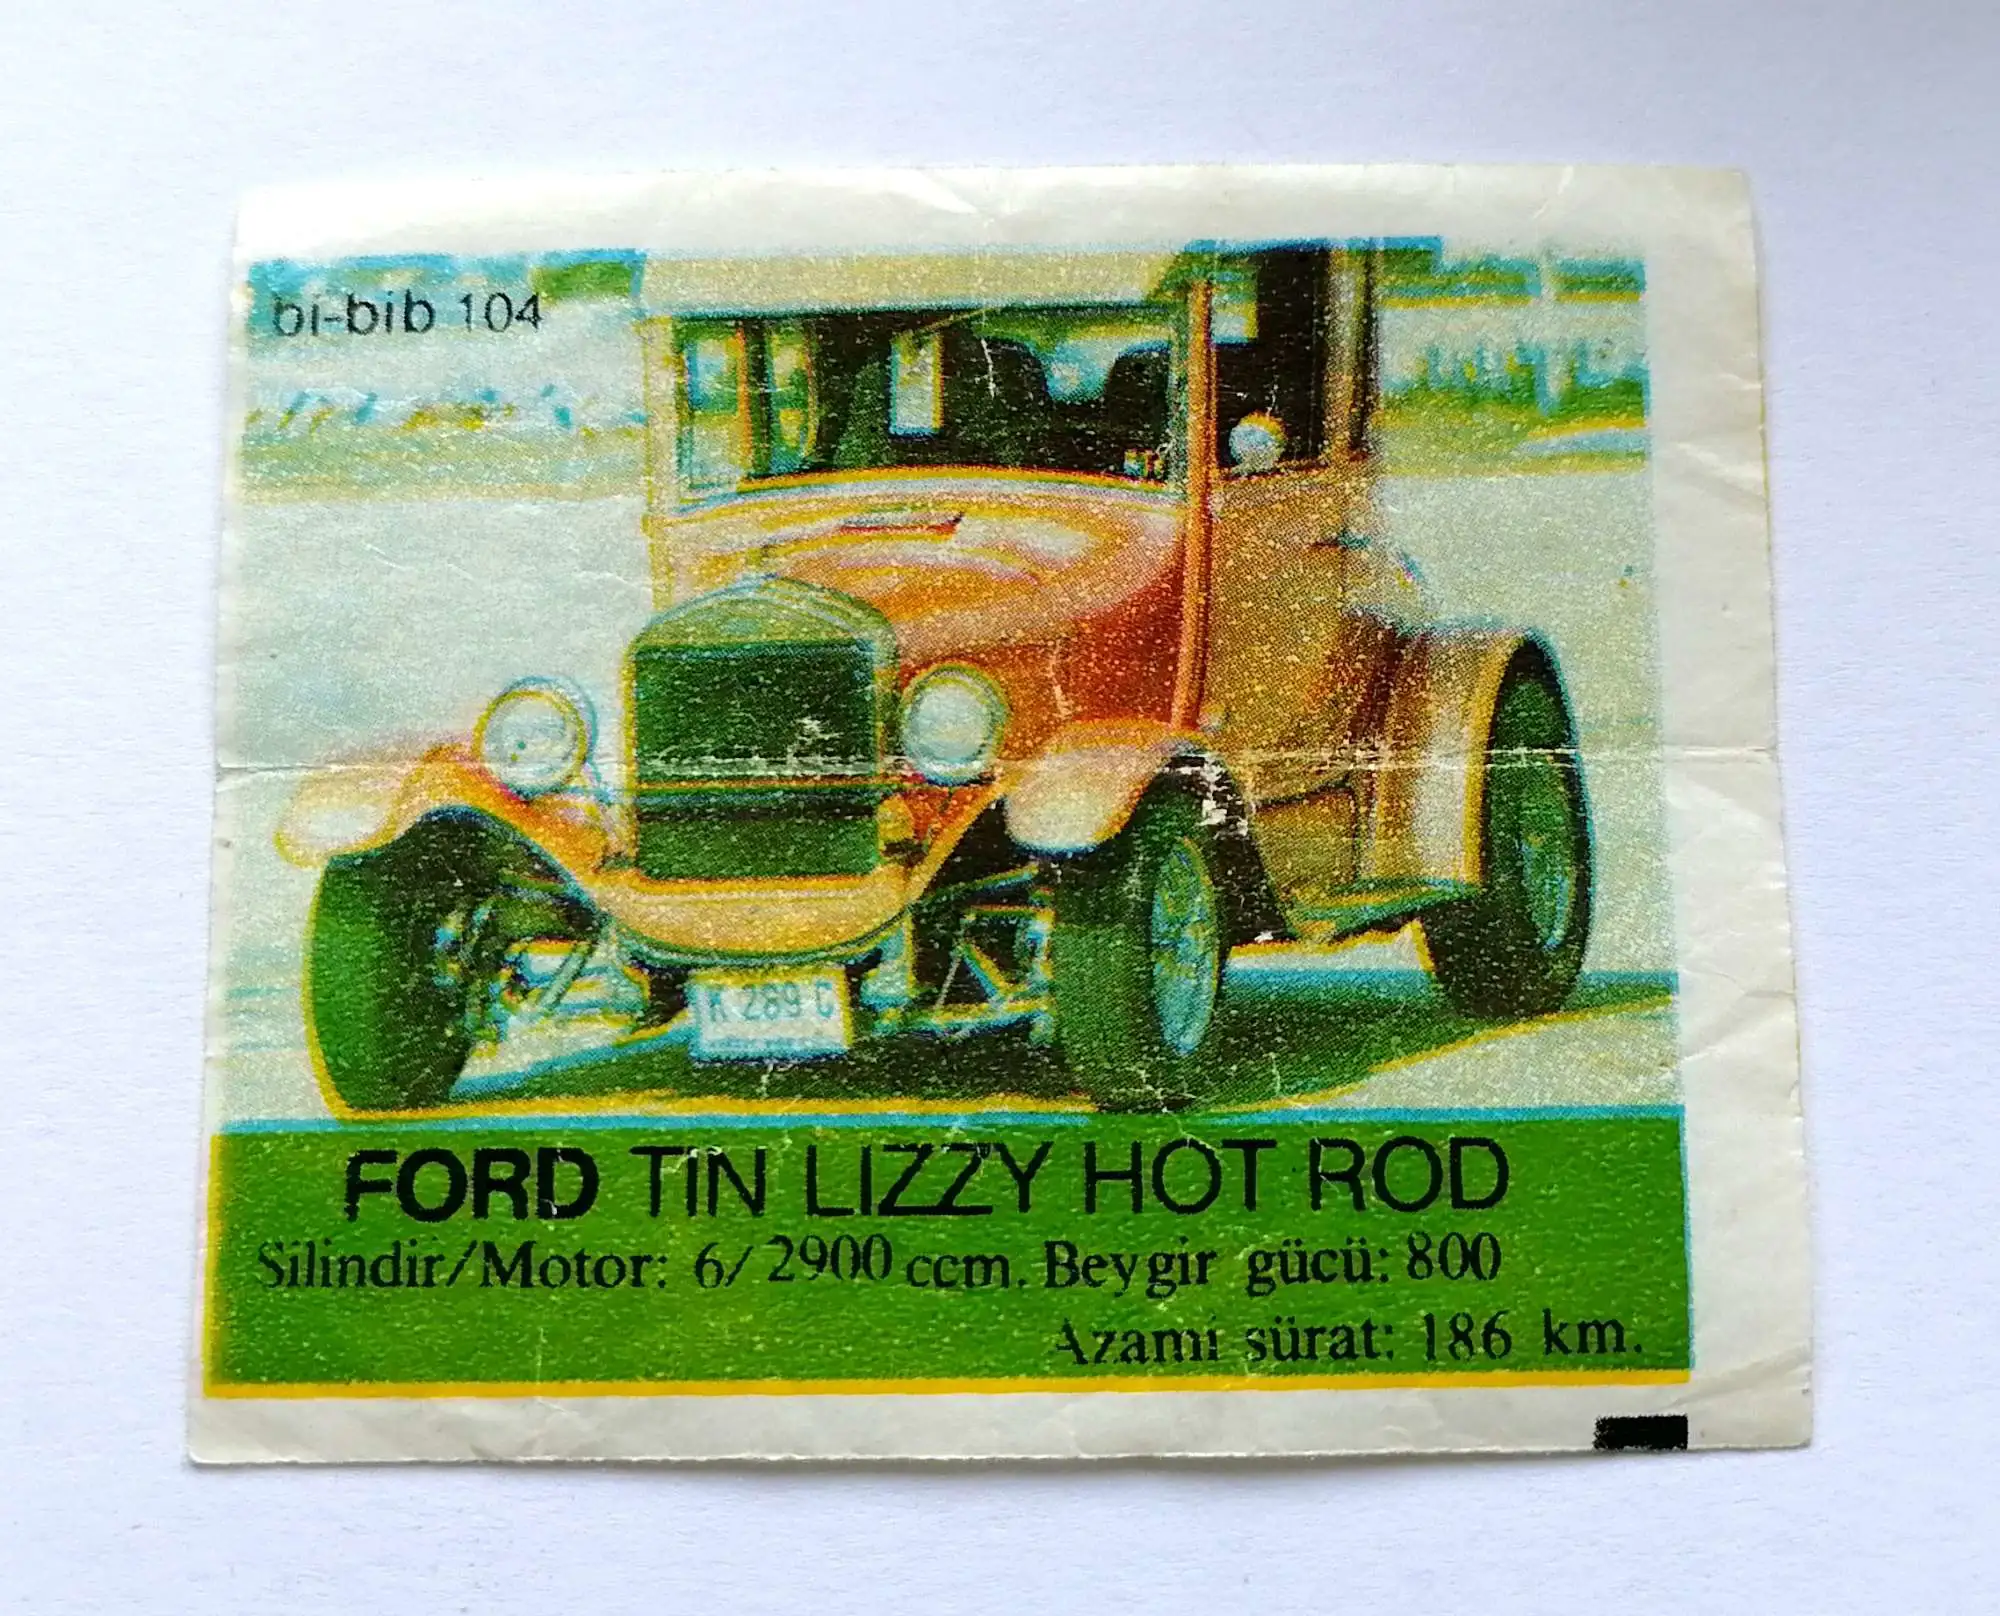 bi-bib 104
K 289 C
FORD TIN LIZZY HOT ROD
Silindir/Motor: 6/2900 ccm. Beygir gücü: 800
Azami sürat: 186 km.